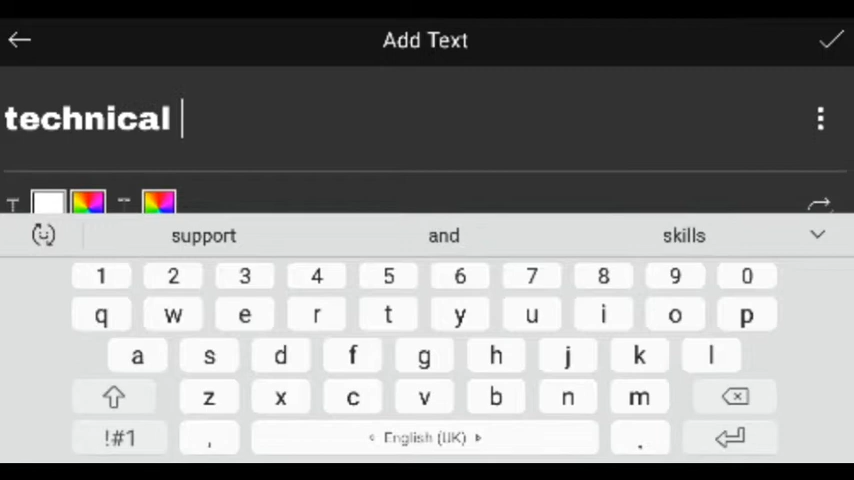 Add Text
technical
T T
support and skills
1 2 3 4 5 6 7 8 9 0
q w e r t y u i o p
a s d f g h j k l
z x c v b n m
!#1 , English (UK) .